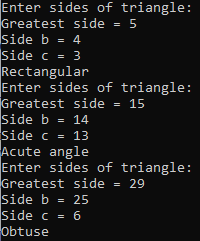 Enter sides of triangle:
Greatest side = 5
Side b = 4
Side c = 3
Rectangular
Enter sides of triangle:
Greatest side = 15
Side b = 14
Side c = 13
Acute angle
Enter sides of triangle:
Greatest side = 29
Side b = 25
Side c = 6
Obtuse